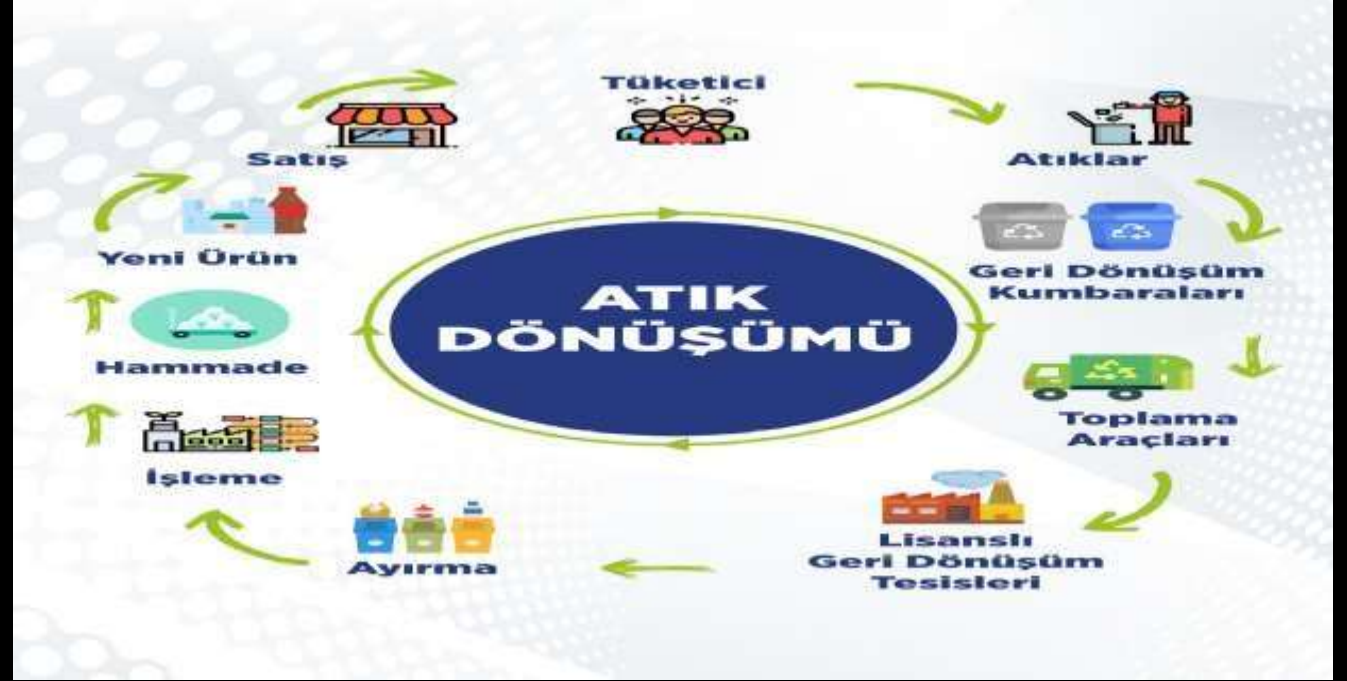 Tüketici
Atıklar
Geri Dönüşüm
Kumbaraları
Toplama
Araçları
Lisanslı
Geri Dönüşüm
Tesisleri
Ayırma
İşleme
Hammade
Yeni Ürün
Satış
ATIK
DÖNÜŞÜMÜ